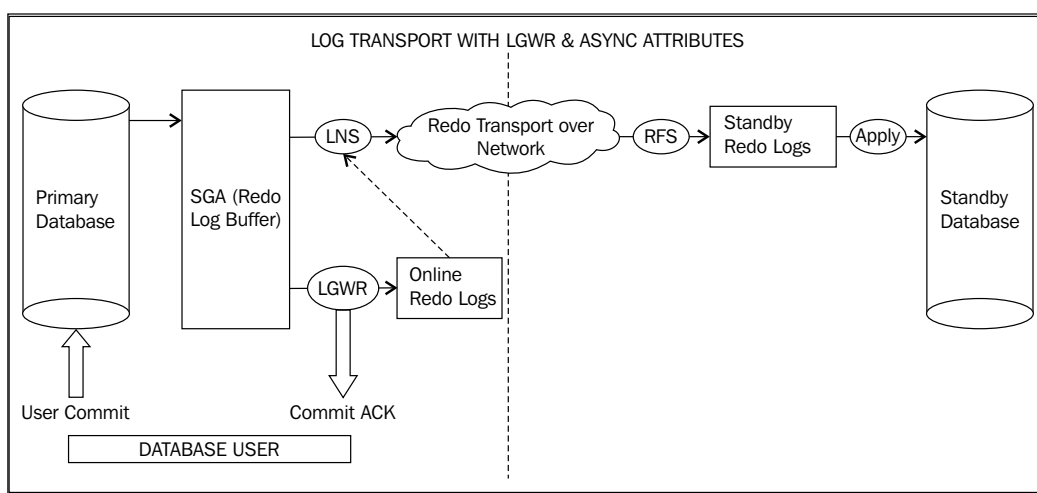 LOG TRANSPORT WITH LGWR & ASYNC ATTRIBUTES
Primary
Database
SGA (Redo
Log Buffer)
LNS
Redo Transport over
Network
RFS
Standby
Redo Logs
Apply
Standby
Database
LGWR
Online
Redo Logs
User Commit
Commit ACK
DATABASE USER